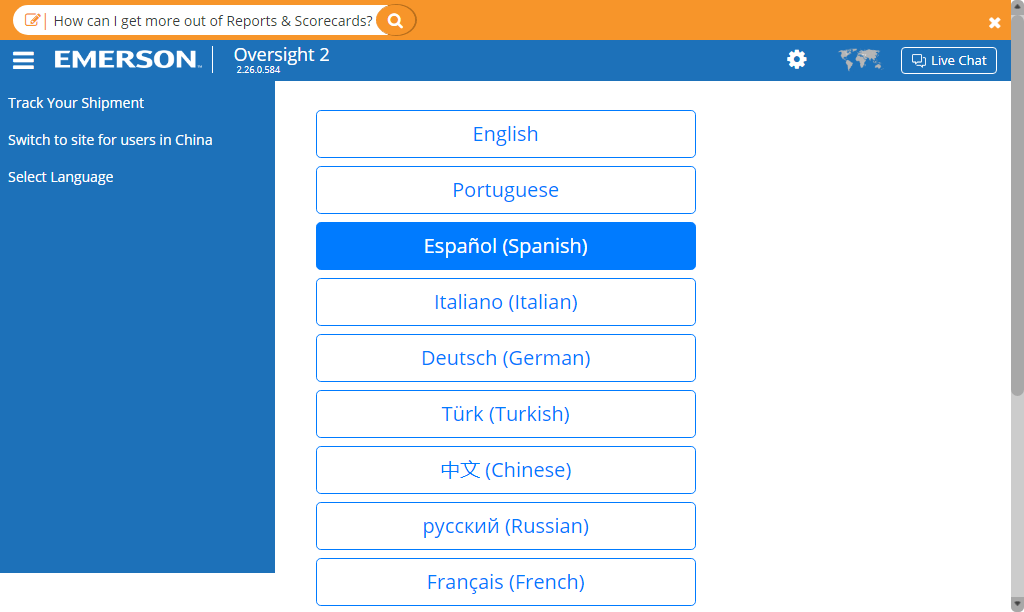 How can I get more out of Reports & Scorecards?
EMERSON™
Oversight 2
2.26.0.584
Live Chat
Track Your Shipment
Switch to site for users in China
Select Language
English
Portuguese
Español (Spanish)
Italiano (Italian)
Deutsch (German)
Türk (Turkish)
中文 (Chinese)
русский (Russian)
Français (French)